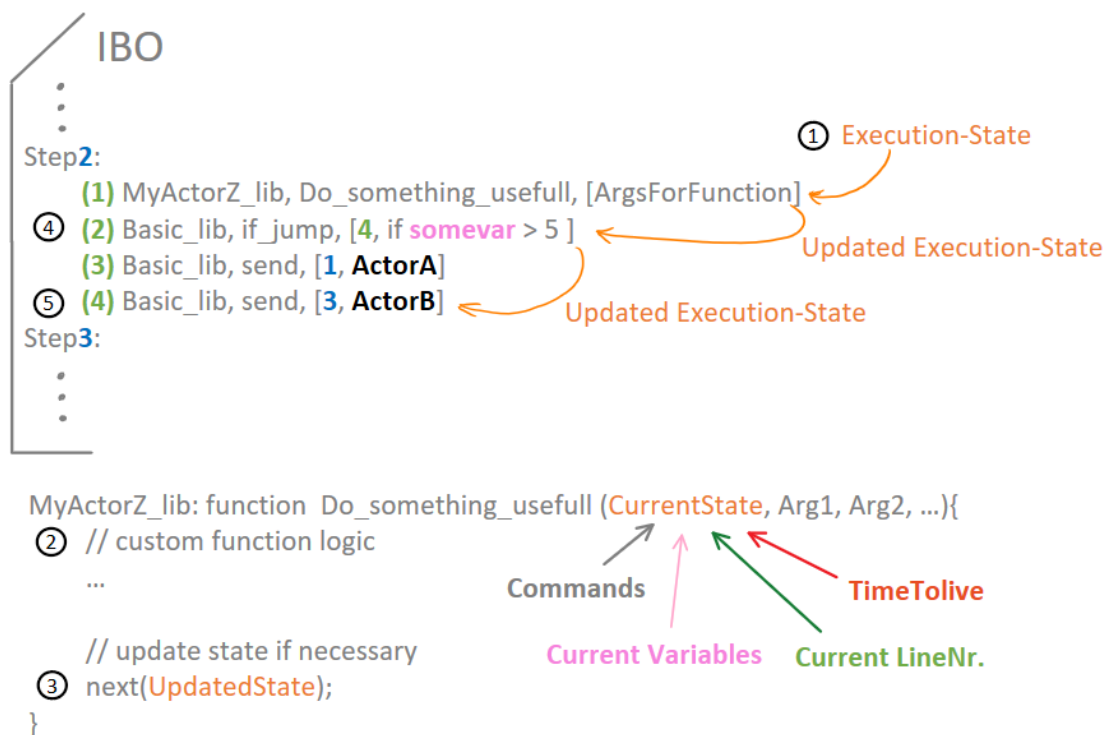 IBO
① Execution-State
Step2:
(1) MyActorZ_lib, Do_something_usefull, [ArgsForFunction]
④ (2) Basic_lib, if_jump, [4, if somevar > 5 ]
Updated Execution-State
(3) Basic_lib, send, [1, ActorA]
⑤ (4) Basic_lib, send, [3, ActorB]
Updated Execution-State
Step3:
MyActorZ_lib: function Do_something_usefull (CurrentState, Arg1, Arg2, ...){
② // custom function logic
...
Commands
TimeTolive
// update state if necessary
Current Variables
Current LineNr.
③ next(UpdatedState);
}